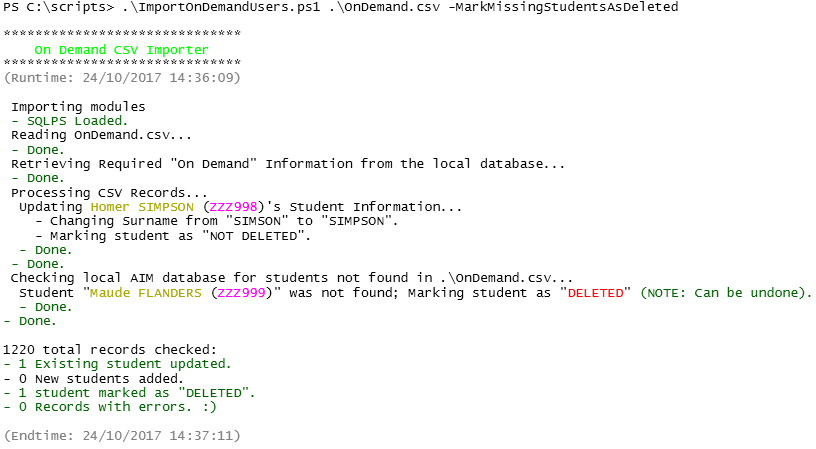 PS C:\scripts> .\ImportOnDemandUsers.ps1 .\OnDemand.csv -MarkMissingStudentsAsDeleted
******************************
On Demand CSV Importer
******************************
(Runtime: 24/10/2017 14:36:09)
Importing modules
- SQLPS Loaded.
Reading OnDemand.csv...
- Done.
Retrieving Required "On Demand" Information from the local database...
- Done.
Processing CSV Records...
Updating Homer SIMPSON (ZZZ998)'s Student Information...
- Changing Surname from "SIMSON" to "SIMPSON".
- Marking student as "NOT DELETED".
- Done.
- Done.
Checking local AIM database for students not found in .\OnDemand.csv...
Student "Maude FLANDERS (ZZZ999)" was not found; Marking student as "DELETED" (NOTE: Can be undone).
- Done.
- Done.
1220 total records checked:
- 1 Existing student updated.
- 0 New students added.
- 1 student marked as "DELETED".
- 0 Records with errors. :)
(Endtime: 24/10/2017 14:37:11)